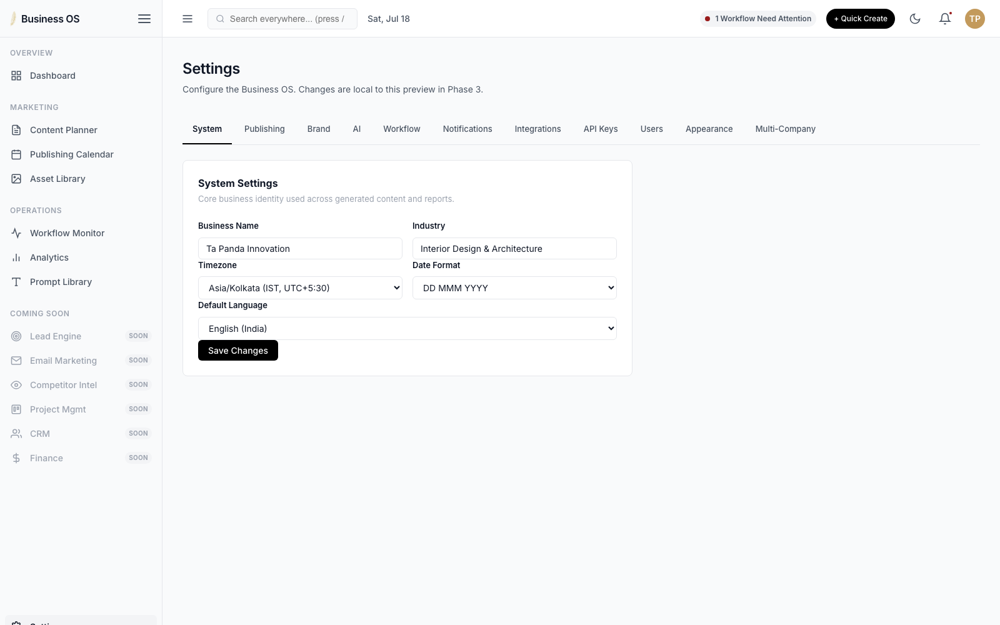 Business OS
Search everywhere... (press /
Sat, Jul 18
1 Workflow Need Attention
+ Quick Create
TP
OVERVIEW
Dashboard
MARKETING
Content Planner
Publishing Calendar
Asset Library
OPERATIONS
Workflow Monitor
Analytics
Prompt Library
COMING SOON
Lead Engine SOON
Email Marketing SOON
Competitor Intel SOON
Project Mgmt SOON
CRM SOON
Finance SOON
Settings
Configure the Business OS. Changes are local to this preview in Phase 3.
System Publishing Brand AI Workflow Notifications Integrations API Keys Users Appearance Multi-Company
System Settings
Core business identity used across generated content and reports.
Business Name Industry
Ta Panda Innovation Interior Design & Architecture
Timezone Date Format
Asia/Kolkata (IST, UTC+5:30) DD MMM YYYY
Default Language
English (India)
Save Changes